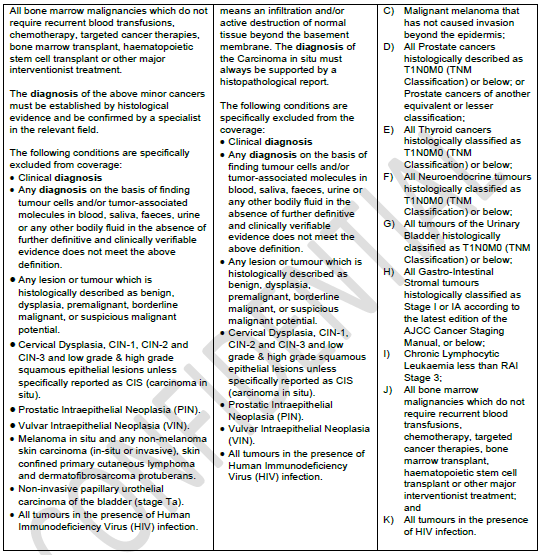 All bone marrow malignancies which do not
require recurrent blood transfusions,
chemotherapy, targeted cancer therapies,
bone marrow transplant, haematopoietic
stem cell transplant or other major
interventionist treatment.
The diagnosis of the above minor cancers
must be established by histological
evidence and be confirmed by a specialist
in the relevant field.
The following conditions are specifically
excluded from coverage:
• Clinical diagnosis
• Any diagnosis on the basis of finding
tumour cells and/or tumour-associated
molecules in blood, saliva, faeces, urine
or any other bodily fluid in the absence of
further definitive and clinically verifiable
evidence does not meet the above
definition.
• Any lesion or tumour which is
histologically described as benign,
dysplasia, premalignant, borderline
malignant, or suspicious malignant
potential.
• Cervical Dysplasia, CIN-1, CIN-2 and
CIN-3 and low grade & high grade
squamous epithelial lesions unless
specifically reported as CIS (carcinoma in
situ).
• Prostatic Intraepithelial Neoplasia (PIN).
• Vulvar Intraepithelial Neoplasia (VIN).
• Melanoma in situ and any non-melanoma
skin carcinoma (in-situ or invasive), skin
confined primary cutaneous lymphoma
and dermatofibrosarcoma protuberans.
• Non-invasive papillary urothelial
carcinoma of the bladder (stage Ta).
• All tumours in the presence of Human
Immunodeficiency Virus (HIV) infection.
means an infiltration and/or
active destruction of normal
tissue beyond the basement
membrane. The diagnosis of
the Carcinoma in situ must
always be supported by a
histopathological report.
The following conditions are
specifically excluded from the
coverage:
• Clinical diagnosis
• Any diagnosis on the basis of
finding tumour cells and/or
tumor-associated molecules in
blood, saliva, faeces, urine or
any other bodily fluid in the
absence of further definitive
and clinically verifiable
evidence does not meet the
above definition.
• Any lesion or tumour which is
histologically described as
benign, dysplasia,
premalignant, borderline
malignant, or suspicious
malignant potential.
• Cervical Dysplasia, CIN-1,
CIN-2 and CIN-3 and low
grade & high grade squamous
epithelial lesions unless
specifically reported as CIS
(carcinoma in situ).
• Prostatic Intraepithelial
Neoplasia (PIN).
• Vulvar Intraepithelial Neoplasia
(VIN).
• All tumours in the presence of
Human Immunodeficiency
Virus (HIV) infection.
C) Malignant melanoma that
has not caused invasion
beyond the epidermis;
D) All Prostate cancers
histologically described as
T1N0M0 (TNM
Classification) or below; or
Prostate cancers of another
equivalent or lesser
classification;
E) All Thyroid cancers
histologically classified as
T1N0M0 (TNM
Classification) or below;
F) All Neuroendocrine tumours
histologically classified as
T1N0M0 (TNM
Classification) or below;
G) All tumours of the Urinary
Bladder histologically
classified as T1N0M0 (TNM
Classification) or below;
H) All Gastro-Intestinal
Stromal tumours
histologically classified as
Stage I or IA according to
the latest edition of the
AJCC Cancer Staging
Manual, or below;
I) Chronic Lymphocytic
Leukaemia less than RAI
Stage 3;
J) All bone marrow
malignancies which do not
require recurrent blood
transfusions,
chemotherapy, targeted
cancer therapies, bone
marrow transplant,
haematopoietic stem cell
transplant or other major
interventionist treatment;
and
K) All tumours in the presence
of HIV infection.
CONFIDENTIAL